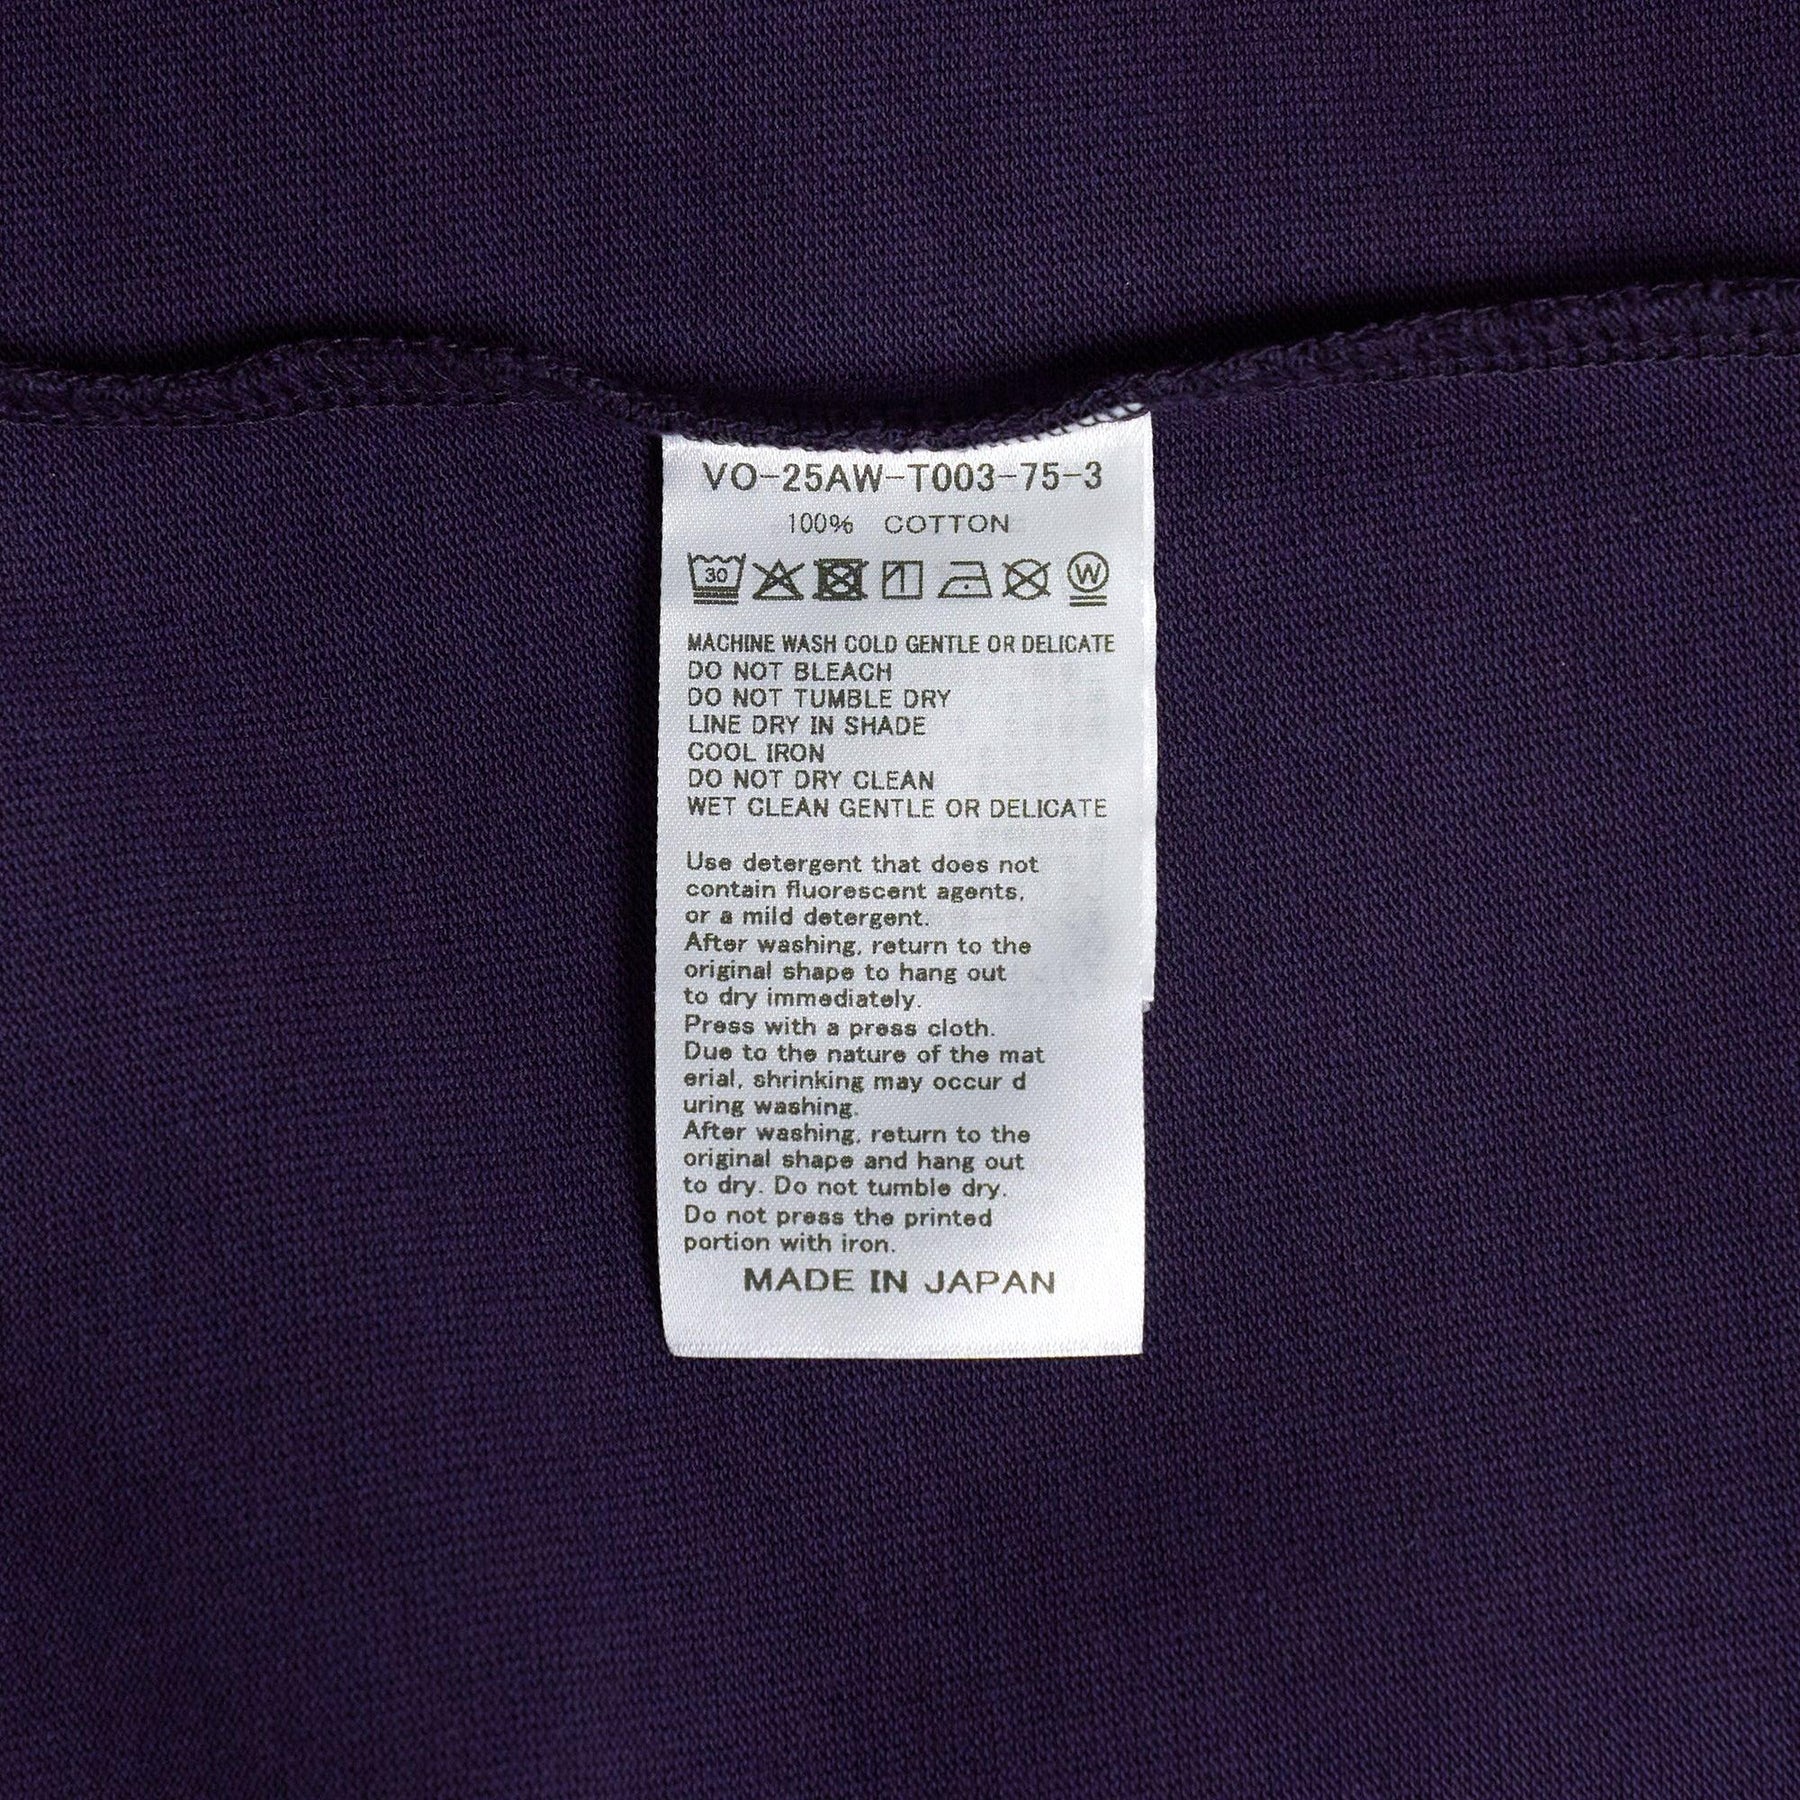 VO-25AW-T003-75-3
100% COTTON
30 W
MACHINE WASH COLD GENTLE OR DELICATE
DO NOT BLEACH
DO NOT TUMBLE DRY
LINE DRY IN SHADE
COOL IRON
DO NOT DRY CLEAN
WET CLEAN GENTLE OR DELICATE
Use detergent that does not
contain fluorescent agents,
or a mild detergent.
After washing, return to the
original shape to hang out
to dry immediately.
Press with a press cloth.
Due to the nature of the mat
erial, shrinking may occur d
uring washing.
After washing, return to the
original shape and hang out
to dry. Do not tumble dry.
Do not press the printed
portion with iron.
MADE IN JAPAN